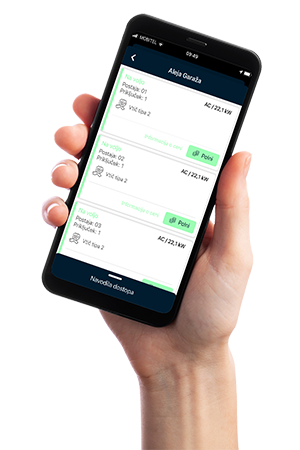 MOBITEL
09:49
Aleja Garaža
Na voljo
Postaja: 01
Priključek: 1
AC / 22,1 kW
Vtič tipa 2
Informacije o ceni
Polni
Na voljo
Postaja: 02
Priključek: 1
AC / 22,1 kW
Vtič tipa 2
Informacije o ceni
Polni
Na voljo
Postaja: 03
Priključek: 1
AC / 22,1 kW
Vtič tipa 2
Navodila dostopa